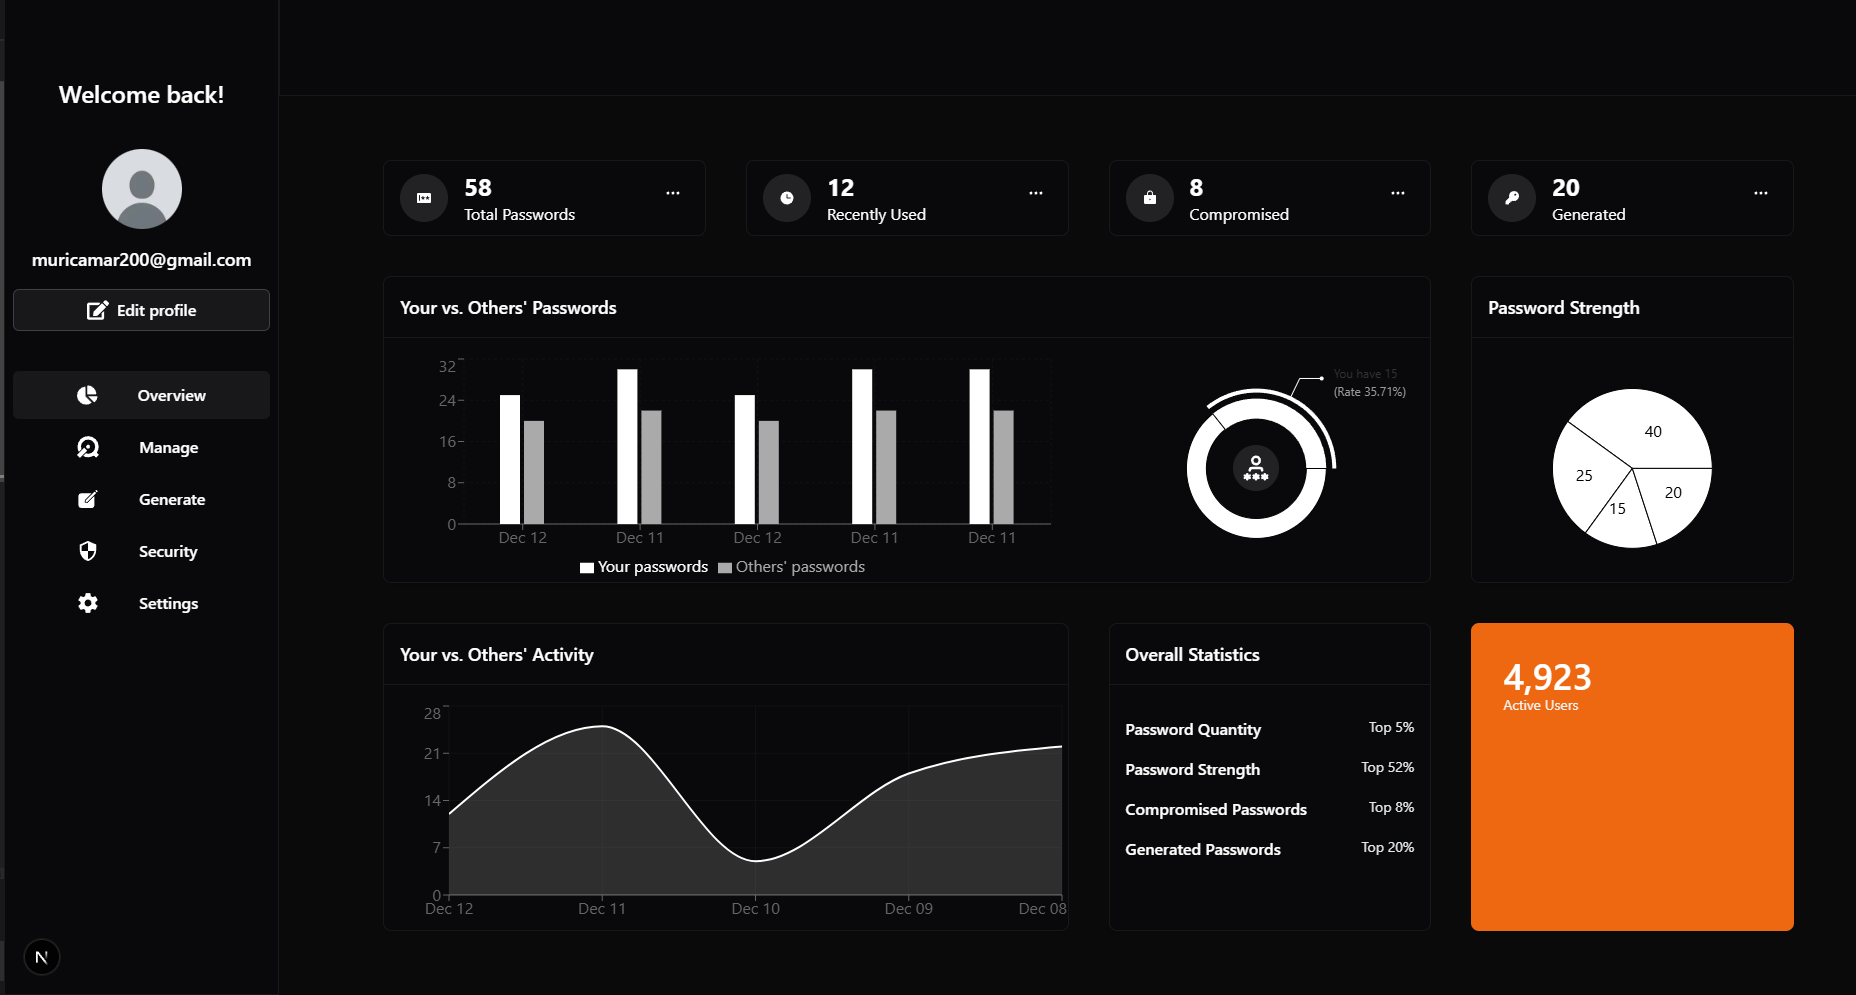 Welcome back!
muricamar200@gmail.com
Edit profile
Overview
Manage
Generate
Security
Settings
N
58
Total Passwords
12
Recently Used
8
Compromised
20
Generated
Your vs. Others' Passwords
32
24
16
8
0
Dec 12
Dec 11
Dec 12
Dec 11
Dec 11
Your passwords
Others' passwords
You have 15
(Rate 35.71%)
Password Strength
40
25
15
20
Your vs. Others' Activity
28
21
14
7
0
Dec 12
Dec 11
Dec 10
Dec 09
Dec 08
Overall Statistics
Password Quantity Top 5%
Password Strength Top 52%
Compromised Passwords Top 8%
Generated Passwords Top 20%
4,923
Active Users